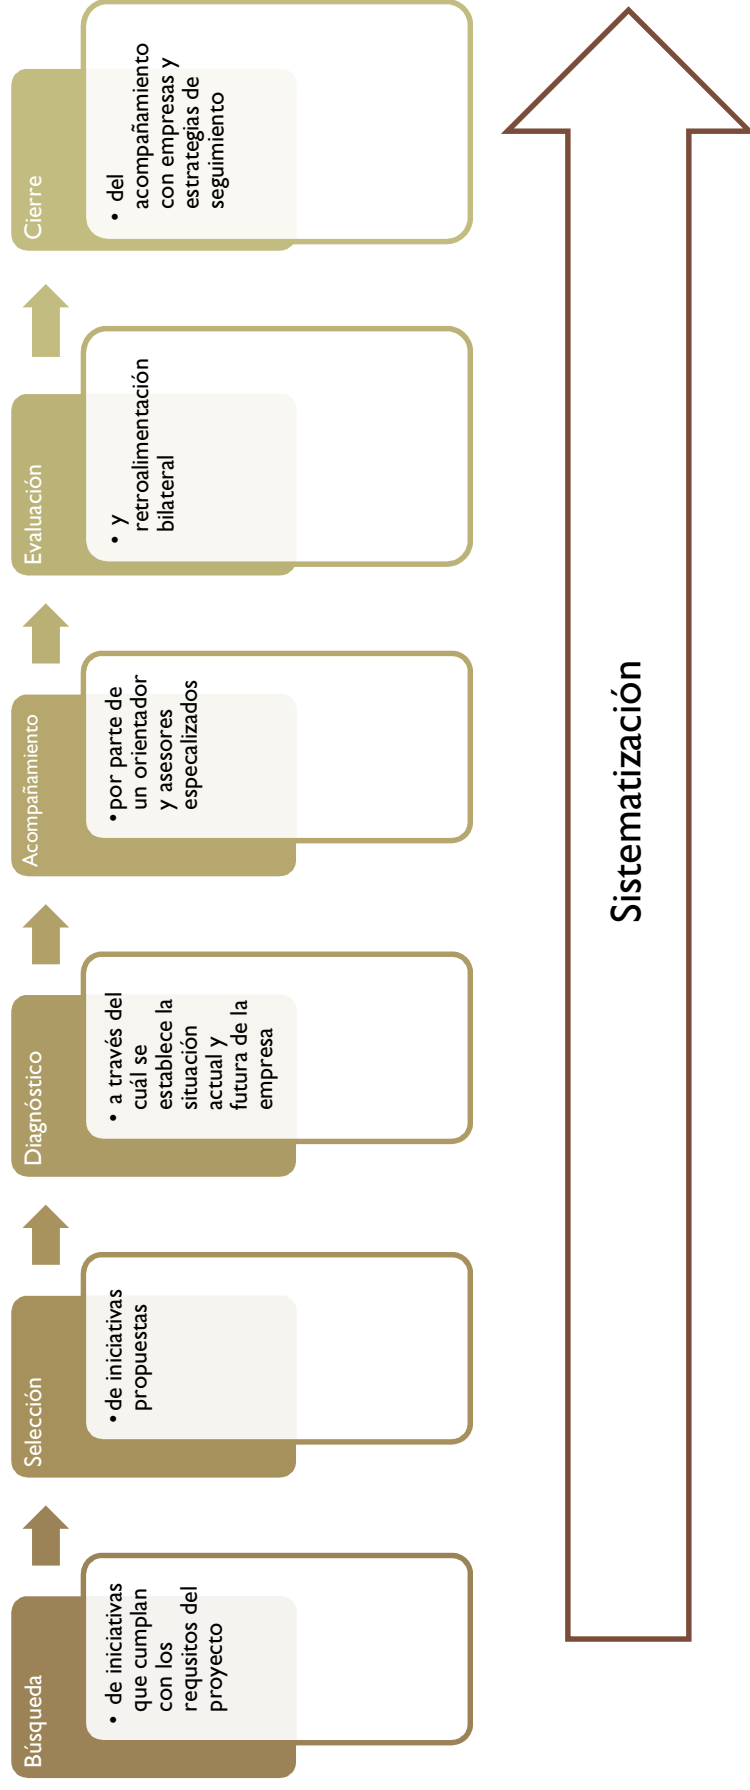 Búsqueda
• de iniciativas
que cumplan
con los
requsitos del
proyecto
Selección
• de iniciativas
propuestas
Diagnóstico
• a través del
cuál se
establece la
situación
actual y
futura de la
empresa
Acompañamiento
• por parte de
un orientador
y asesores
especalizados
Evaluación
• y
retroalimentación
bilateral
Cierre
• del
acompañamiento
con empresas y
estrategias de
seguimiento
Sistematización